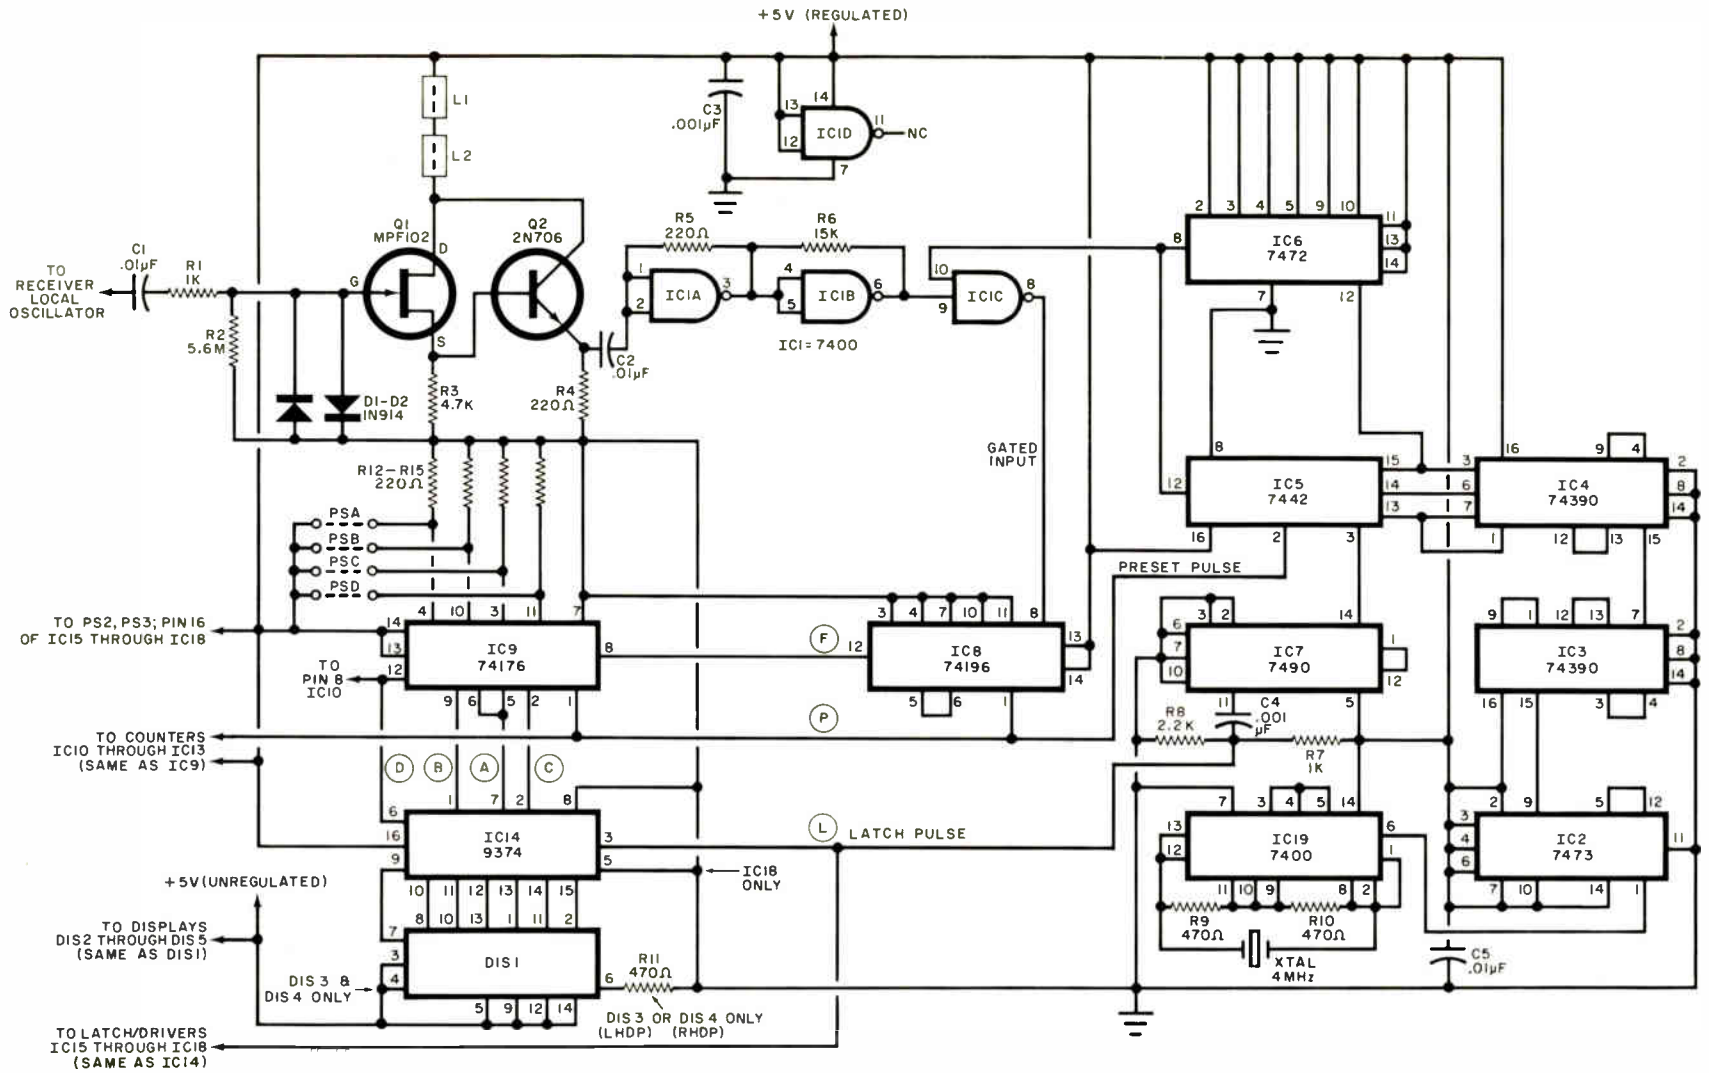 +5V (REGULATED)
L1
L2
C3
.001µF
13
12
14
IC1D
11
NC
7
Q1
MPF102
D
G
S
Q2
2N706
C1
.01µF
TO
RECEIVER
LOCAL
OSCILLATOR
R1
1K
R2
5.6M
D1-D2
1N914
R3
4.7K
R4
220Ω
C2
.01µF
R5
220Ω
R6
15K
1
2
IC1A
3
4
5
IC1B
6
10
9
IC1C
8
IC1=7400
GATED
INPUT
2
3
4
5
9
10
11
13
14
8
IC6
7472
7
12
8
12
IC5
7442
15
14
13
16
2
3
3
6
7
16
9
4
IC4
74390
2
8
14
1
12
13
15
PRESET PULSE
R12-R15
220Ω
PSA
PSB
PSC
PSD
TO PS2, PS3; PIN 16
OF IC15 THROUGH IC18
TO
PIN 8
IC10
4
10
3
11
7
14
13
12
IC9
74176
8
9
6
5
2
1
F
12
3
4
7
10
11
8
IC8
74196
13
14
5
6
1
P
3
2
14
6
7
10
IC7
7490
1
12
11
5
C4
.001
µF
R8
2.2K
R7
1K
9
1
12
13
7
IC3
74390
2
8
14
16
15
3
4
TO COUNTERS
IC10 THROUGH IC13
(SAME AS IC9)
D
B
A
C
1
7
2
8
6
16
9
IC14
9374
3
5
10
11
12
13
14
15
L
LATCH PULSE
IC18
ONLY
7
3
4
5
14
13
12
IC19
7400
6
1
11
10
9
8
2
R9
470Ω
R10
470Ω
XTAL
4MHz
2
9
5
12
3
4
6
IC2
7473
11
7
10
14
1
C5
.01µF
+5V(UNREGULATED)
TO DISPLAYS
DIS2 THROUGH DIS5
(SAME AS DIS1)
8
10
13
1
11
2
7
3
4
DIS1
6
5
9
12
14
DIS 3 &
DIS 4 ONLY
R11
470Ω
DIS 3 OR DIS 4 ONLY
(LHDP) (RHDP)
TO LATCH/DRIVERS
IC15 THROUGH IC18
(SAME AS IC14)